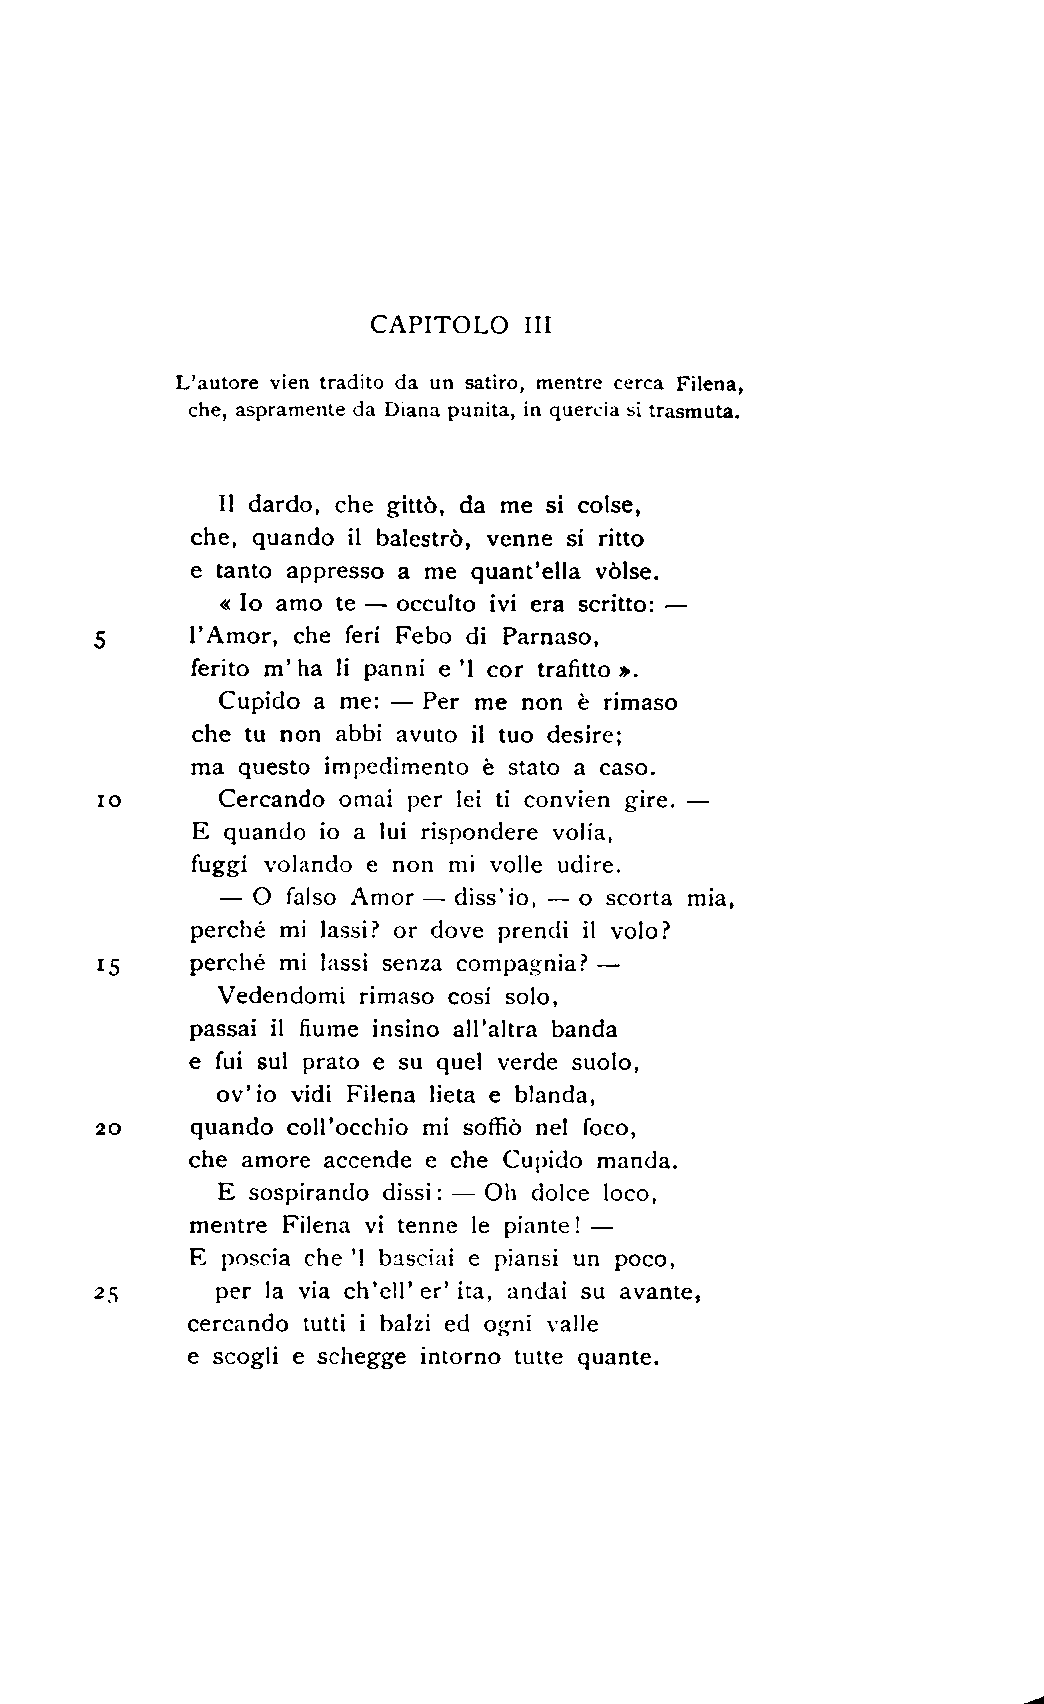 CAPITOLO III
L'autore vien tradito da un satiro, mentre cerca Filena,
che, aspramente da Diana punita, in quercia si trasmuta.
Il dardo, che gittò, da me si colse,
che, quando il balestrò, venne sí ritto
e tanto appresso a me quant'ella vòlse.
« Io amo te — occulto ivi era scritto: —
5 l'Amor, che ferí Febo di Parnaso,
ferito m' ha li panni e 'l cor trafitto ».
Cupido a me: — Per me non è rimaso
che tu non abbi avuto il tuo desire;
ma questo impedimento è stato a caso.
10 Cercando omai per lei ti convien gire. —
E quando io a lui rispondere volía,
fuggí volando e non mi volle udire.
— O falso Amor — diss' io, — o scorta mia,
perché mi lassi? or dove prendi il volo?
15 perché mi lassi senza compagnia? —
Vedendomi rimaso cosí solo,
passai il fiume insino all'altra banda
e fui sul prato e su quel verde suolo,
ov' io vidi Filena lieta e blanda,
20 quando coll'occhio mi soffiò nel foco,
che amore accende e che Cupido manda.
E sospirando dissi: — Oh dolce loco,
mentre Filena vi tenne le piante! —
E poscia che 'l basciai e piansi un poco,
25 per la via ch'ell' er' ita, andai su avante,
cercando tutti i balzi ed ogni valle
e scogli e schegge intorno tutte quante.